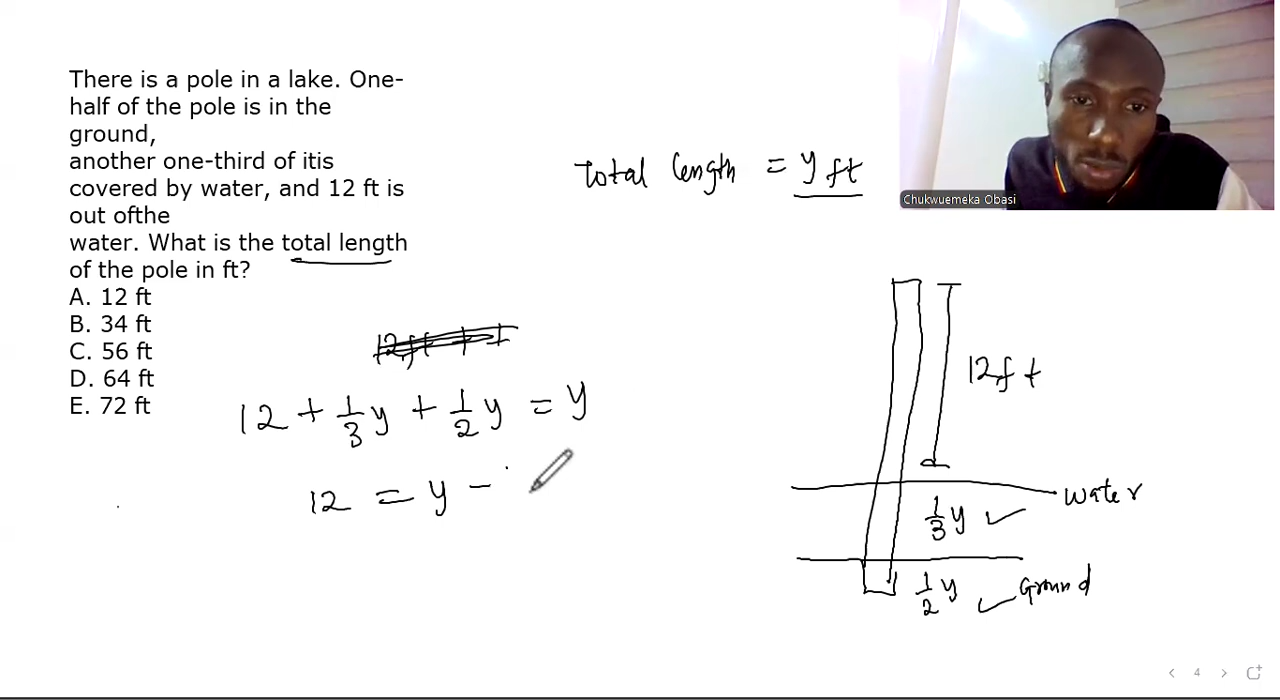 There is a pole in a lake. One-
half of the pole is in the
ground,
another one-third of itis
covered by water, and 12 ft is
out ofthe
water. What is the total length
of the pole in ft?
A. 12 ft
B. 34 ft
C. 56 ft
D. 64 ft
E. 72 ft
Total length = y ft
Chukwuemeka Obasi
12 + 1/3 y + 1/2 y = y
12 = y -
12ft
Water
1/3 y
1/2 y Ground
4